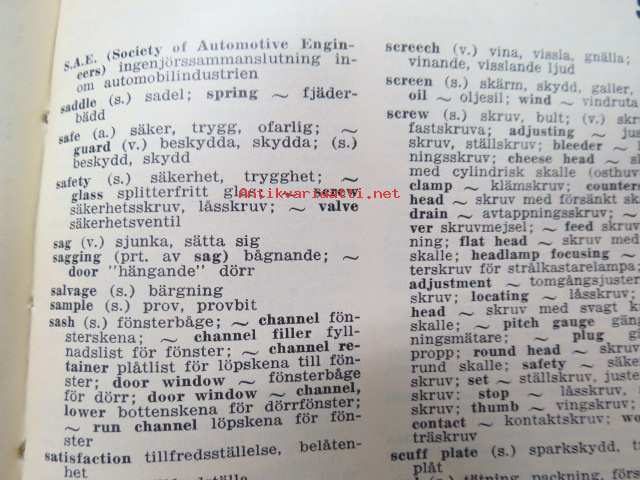 S.A.E. (Society of Automotive Engin-
eers) ingenjörssammanslutning in-
om automobilindustrien
saddle (s.) sadel; spring ~ fjäder-
bädd
safe (a.) säker, trygg, ofarlig; ~
guard (v.) beskydda, skydda; (s.)
beskydd, skydd
safety (s.) säkerhet, trygghet; ~
glass splitterfritt glas; ~ screw
säkerhetsskruv, låsskruv; ~ valve
säkerhetsventil
sag (v.) sjunka, sätta sig
sagging (prt. av sag) bågnande; ~
door "hängande" dörr
salvage (s.) bärgning
sample (s.) prov, provbit
sash (s.) fönsterbåge; ~ channel fön-
sterskena; ~ channel filler fyll-
nadslist för fönster; ~ channel re-
tainer plåtlist för löpskena till fön-
ster; door window ~ fönsterbåge
för dörr; door window ~ channel,
lower bottenskena för dörrfönster;
~ run channel löpskena för fön-
ster
satisfaction tillfredsställelse, belåten-
het
screech (v.) vina, vissla, gnälla;
vinande, visslande ljud
screen (s.) skärm, skydd, galler,
oil ~ oljesil; wind ~ vindruta
screw (s.) skruv, bult; (v.)
fastskruva; adjusting ~
skruv, ställskruv; bleeder
ningsskruv; cheese head ~
med cylindrisk skalle
clamp ~ klämskruv;
head ~ skruv med försänkt
drain ~ avtappningsskruv;
ver skruvmejsel; ~ feed
ning; flat head ~ skruv med
skalle; headlamp focusing ~
terskruv för strålkastarelampa;
adjustment ~
skruv; locating ~ låsskruv;
head ~ skruv med svagt
skalle; ~ pitch gauge
ningsmätare; ~ plug
propp; round head ~ skruv
rund skalle; safety ~
skruv; set ~ ställskruv,
skruv; stop ~ låsskruv,
skruv; thumb ~ vingskruv;
contact ~ kontaktskruv;
träskruv
scuff plate (s.) sparkskydd,
plåt
tätning, packning,
antikvariaatti.net